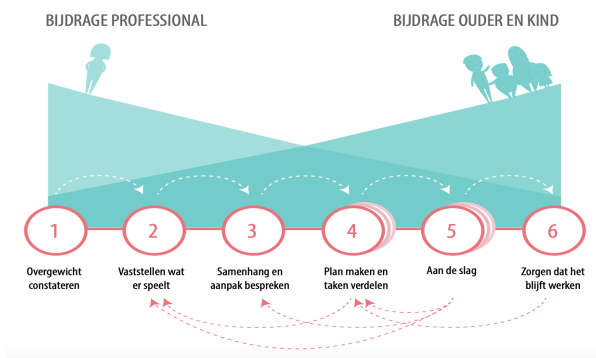 BIJDRAGE PROFESSIONAL
BIJDRAGE OUDER EN KIND
1
2
3
4
5
6
Overgewicht
constateren
Vaststellen wat
er speelt
Samenhang en
aanpak bespreken
Plan maken en
taken verdelen
Aan de slag
Zorgen dat het
blijft werken